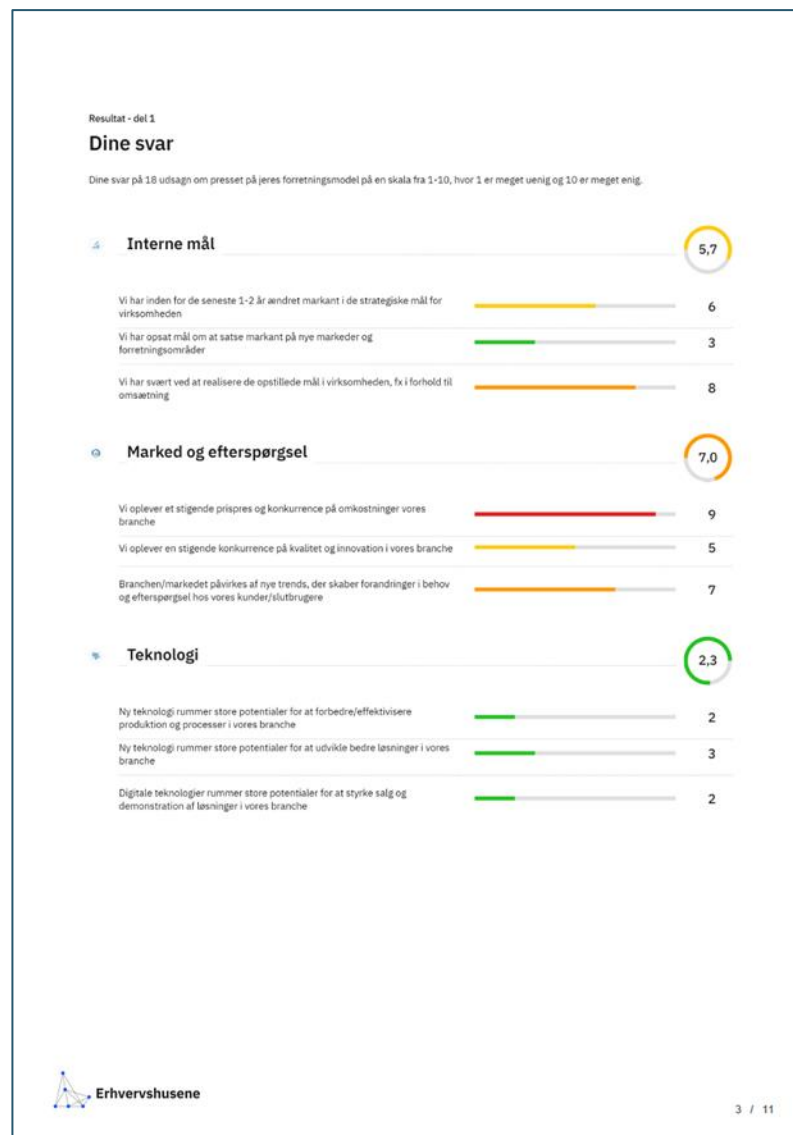 Resultat - del 1
Dine svar
Dine svar på 18 udsagn om presset på jeres forretningsmodel på en skala fra 1-10, hvor 1 er meget uenig og 10 er meget enig.
Interne mål
5,7
Vi har inden for de seneste 1-2 år ændret markant i de strategiske mål for
virksomheden
6
Vi har opsat mål om at satse markant på nye markeder og
forretningsområder
3
Vi har svært ved at realisere de opstillede mål i virksomheden, fx i forhold til
omsætning
8
Marked og efterspørgsel
7,0
Vi oplever et stigende prispres og konkurrence på omkostninger vores
branche
9
Vi oplever en stigende konkurrence på kvalitet og innovation i vores branche
5
Branchen/markedet påvirkes af nye trends, der skaber forandringer i behov
og efterspørgsel hos vores kunder/slutbrugere
7
Teknologi
2,3
Ny teknologi rummer store potentialer for at forbedre/effektivisere
produktion og processer i vores branche
2
Ny teknologi rummer store potentialer for at udvikle bedre løsninger i vores
branche
3
Digitale teknologier rummer store potentialer for at styrke salg og
demonstration af løsninger i vores branche
2
Erhvervshusene
3 / 11